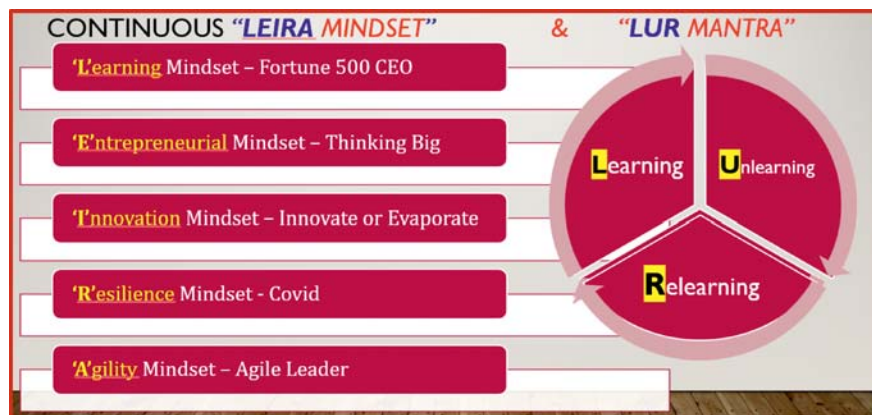 CONTINUOUS “LEIRA MINDSET” & “LUR MANTRA”
‘L’earning Mindset – Fortune 500 CEO
‘E’ntrepreneurial Mindset – Thinking Big
‘I’nnovation Mindset – Innovate or Evaporate
‘R’esilience Mindset - Covid
‘A’gility Mindset – Agile Leader
Learning
Unlearning
Relearning